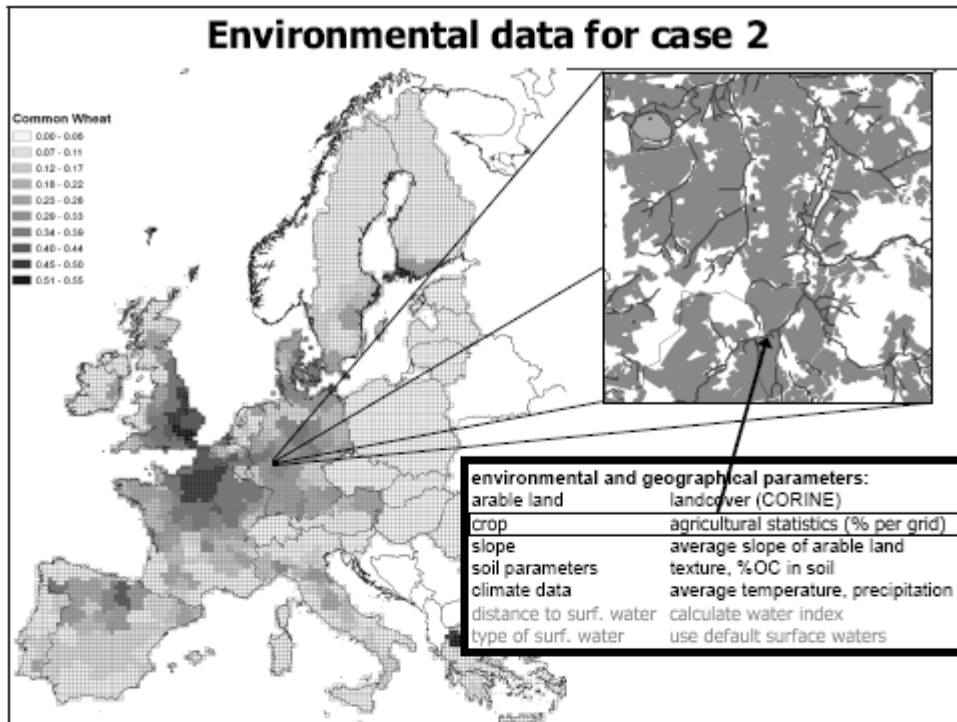 Environmental data for case 2
Common Wheat
0.00 - 0.06
0.07 - 0.11
0.12 - 0.17
0.18 - 0.22
0.23 - 0.28
0.29 - 0.33
0.34 - 0.39
0.40 - 0.44
0.45 - 0.50
0.51 - 0.55
environmental and geographical parameters:
arable land landcover (CORINE)
crop agricultural statistics (% per grid)
slope average slope of arable land
soil parameters texture, %OC in soil
climate data average temperature, precipitation
distance to surf. water calculate water index
type of surf. water use default surface waters